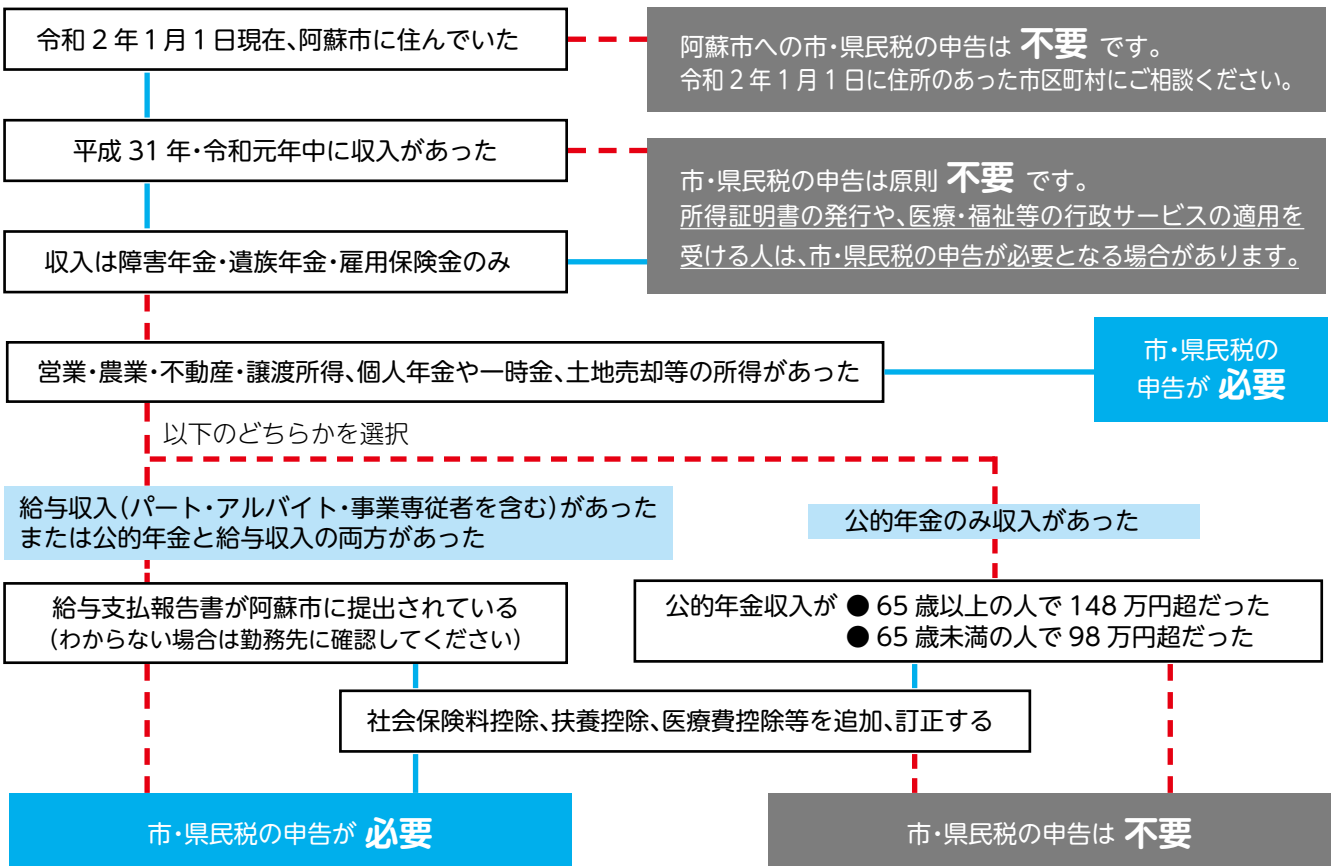 令和2年1月1日現在、阿蘇市に住んでいた
阿蘇市への市・県民税の申告は 不要 です。
令和2年1月1日に住所のあった市区町村にご相談ください。
平成31年・令和元年中に収入があった
市・県民税の申告は原則 不要 です。
所得証明書の発行や、医療・福祉等の行政サービスの適用を
受ける人は、市・県民税の申告が必要となる場合があります。
収入は障害年金・遺族年金・雇用保険金のみ
営業・農業・不動産・譲渡所得、個人年金や一時金、土地売却等の所得があった
市・県民税の
申告が 必要
以下のどちらかを選択
給与収入(パート・アルバイト・事業専従者を含む)があった
または公的年金と給与収入の両方があった
公的年金のみ収入があった
給与支払報告書が阿蘇市に提出されている
(わからない場合は勤務先に確認してください)
公的年金収入が ● 65歳以上の人で148万円超だった
● 65歳未満の人で98万円超だった
社会保険料控除、扶養控除、医療費控除等を追加、訂正する
市・県民税の申告が 必要
市・県民税の申告は 不要